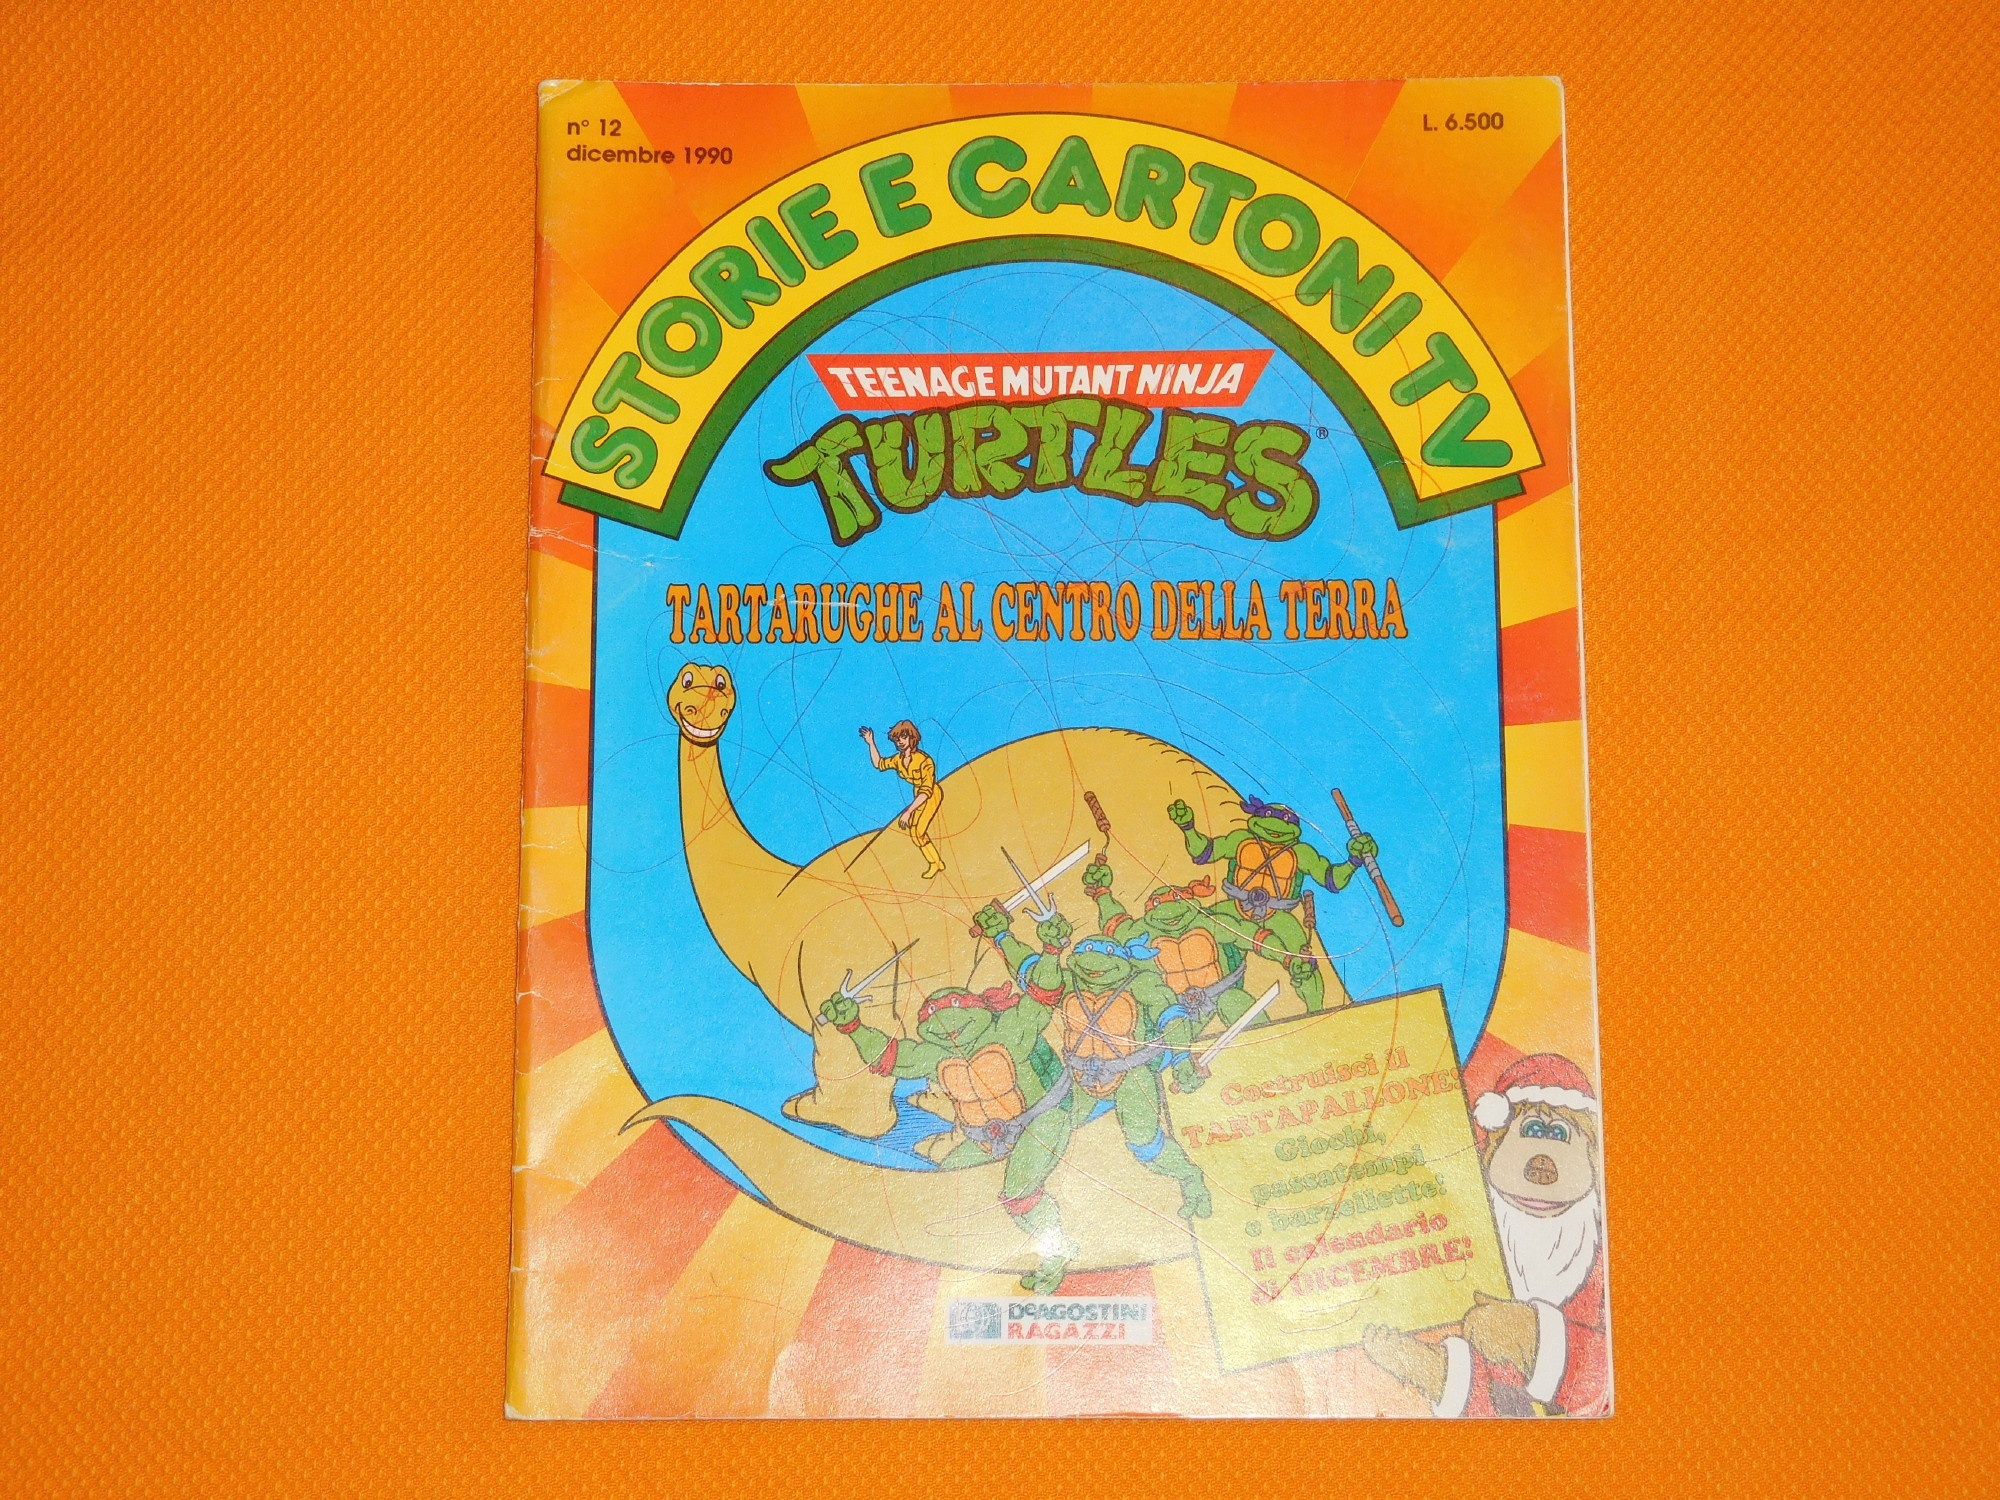 n° 12
dicembre 1990
L. 6.500
STORIE E CARTONI TV
TEENAGE MUTANT NINJA
TURTLES®
TARTARUGHE AL CENTRO DELLA TERRA
Costruisci il
TARTAPALLONE!
Giochi,
passatempi
e barzellette!
Il calendario
di DICEMBRE!
DEAGOSTINI
RAGAZZI